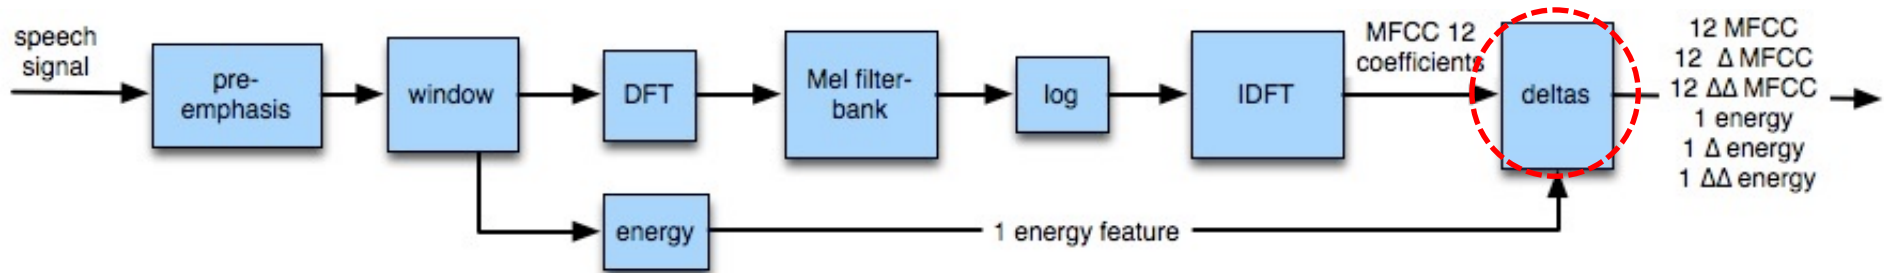 speech
signal
pre-
emphasis
window
DFT
Mel filter-
bank
log
IDFT
MFCC 12
coefficients
deltas
12 MFCC
12 Δ MFCC
12 ΔΔ MFCC
1 energy
1 Δ energy
1 ΔΔ energy
energy
1 energy feature